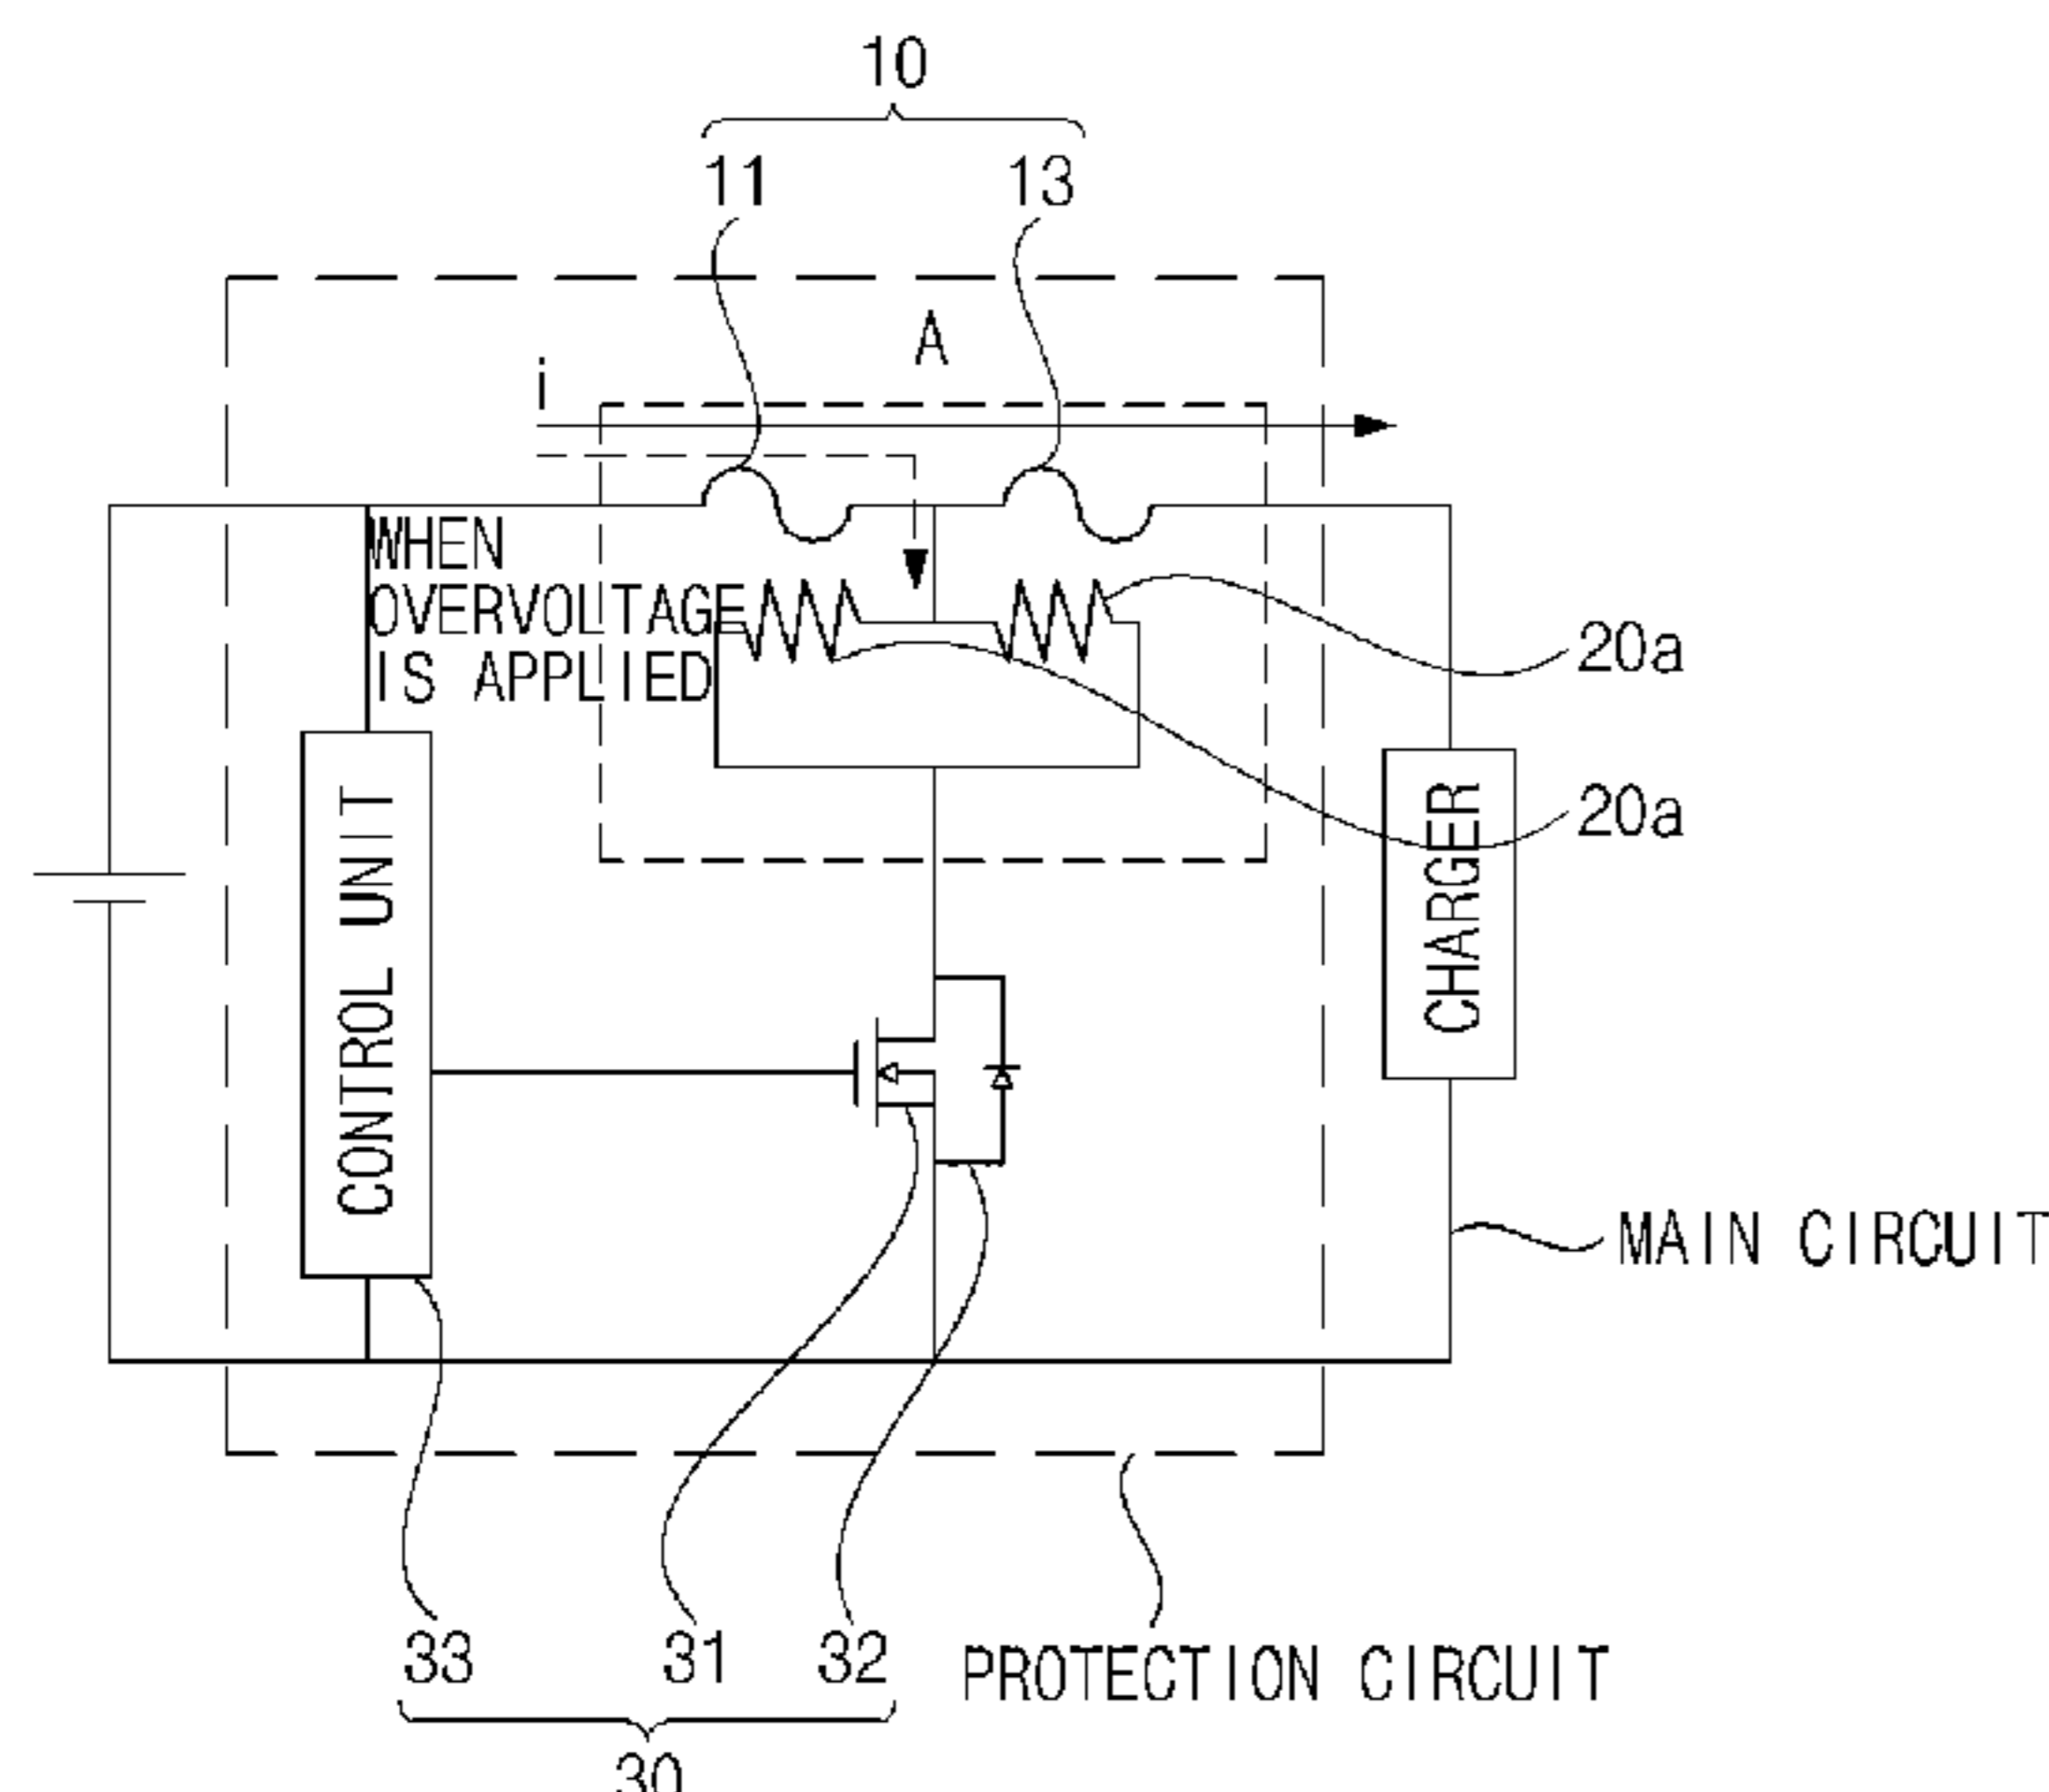 10
11
13
A
i
WHEN
OVERVOLTAGE
IS APPLIED
20a
20a
CONTROL UNIT
CHARGER
MAIN CIRCUIT
33
31
32
PROTECTION CIRCUIT
30